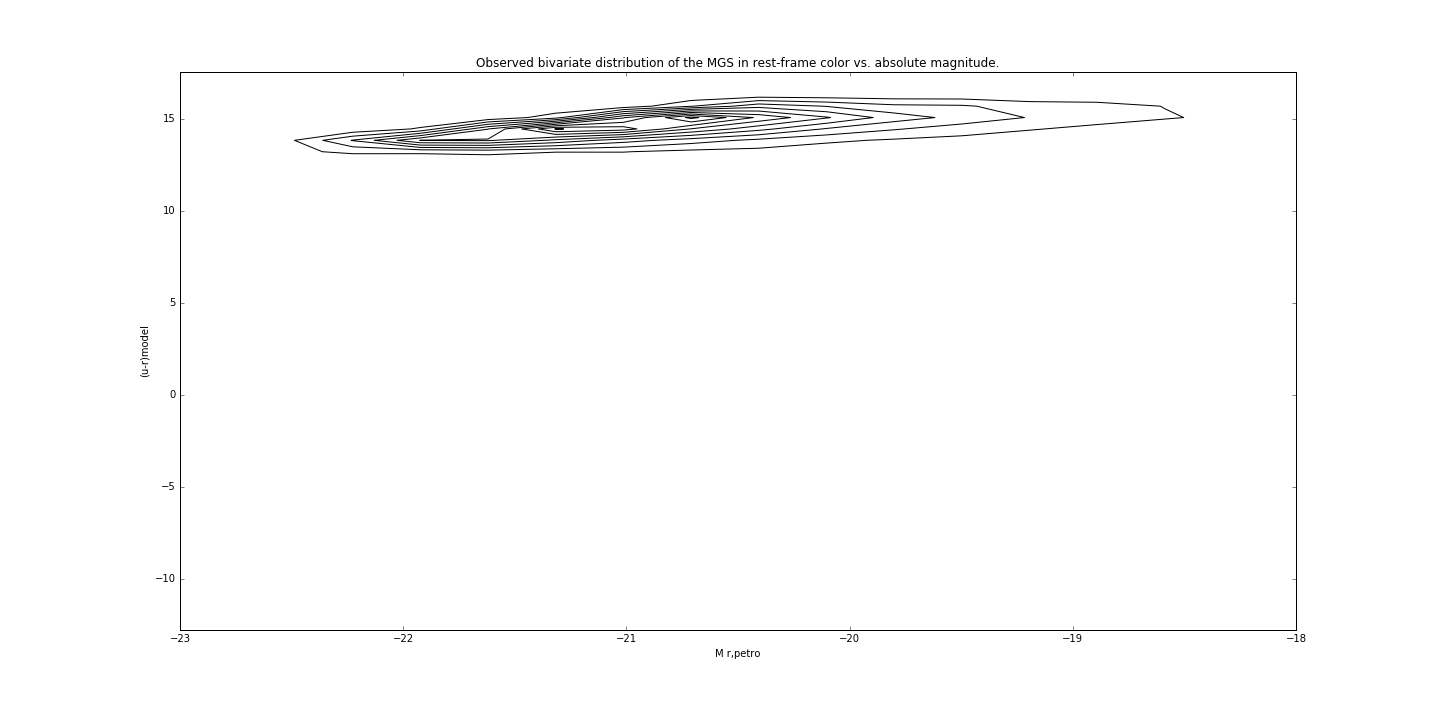 Observed bivariate distribution of the MGS in rest-frame color vs. absolute magnitude.
15
10
5
0
−5
−10
(u-r)model
−23 −22 −21 −20 −19 −18
M r,petro